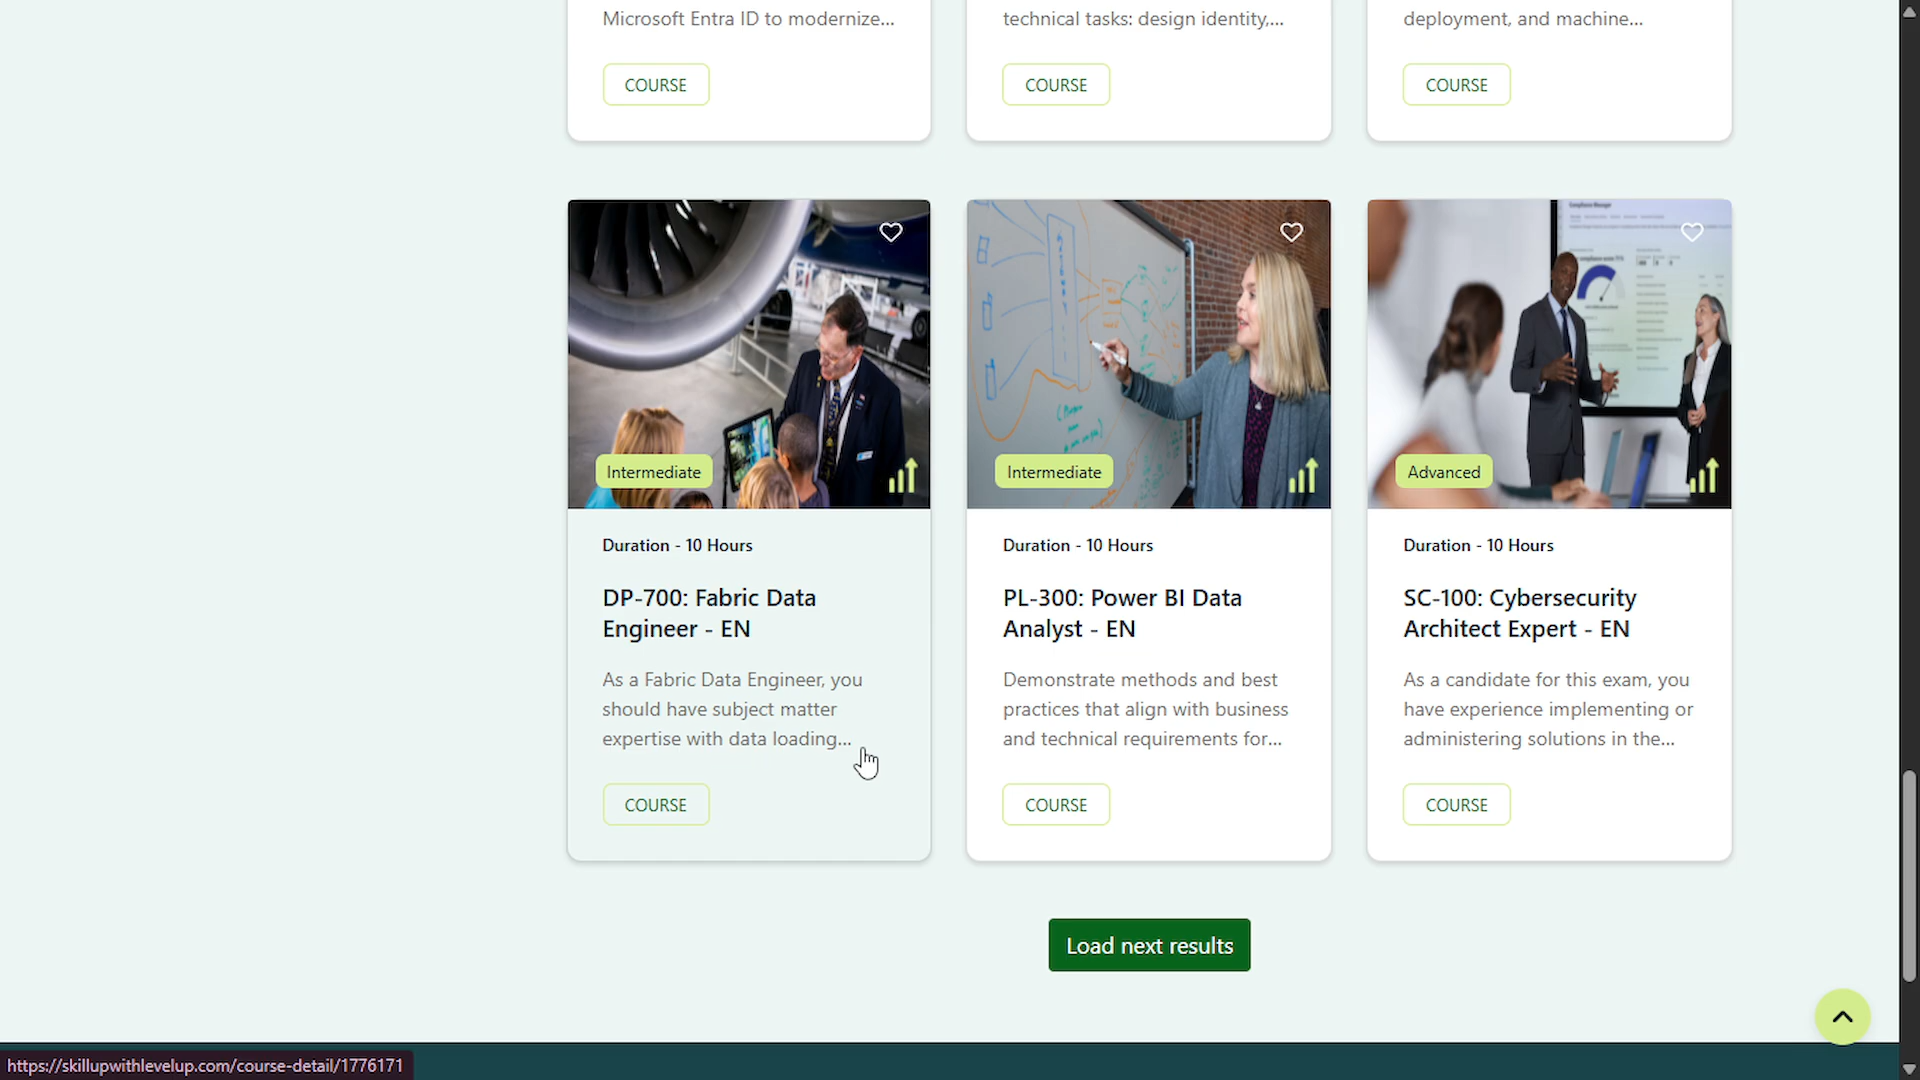 Microsoft Entra ID to modernize...
technical tasks: design identity,...
deployment, and machine...
COURSE
COURSE
COURSE
Intermediate
Intermediate
Advanced
Duration - 10 Hours
Duration - 10 Hours
Duration - 10 Hours
DP-700: Fabric Data
Engineer - EN
PL-300: Power BI Data
Analyst - EN
SC-100: Cybersecurity
Architect Expert - EN
As a Fabric Data Engineer, you
should have subject matter
expertise with data loading...
Demonstrate methods and best
practices that align with business
and technical requirements for...
As a candidate for this exam, you
have experience implementing or
administering solutions in the...
COURSE
COURSE
COURSE
Load next results
https://skillupwithlevelup.com/course-detail/1776171